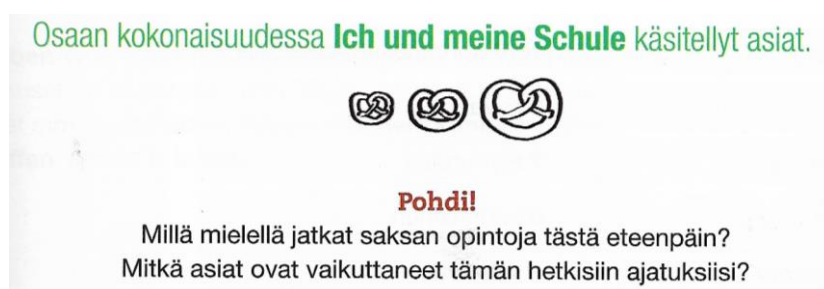 Osaan kokonaisuudessa Ich und meine Schule käsitellyt asiat.
Pohdi!
Millä mielellä jatkat saksan opintoja tästä eteenpäin?
Mitkä asiat ovat vaikuttaneet tämän hetkisiin ajatuksiisi?